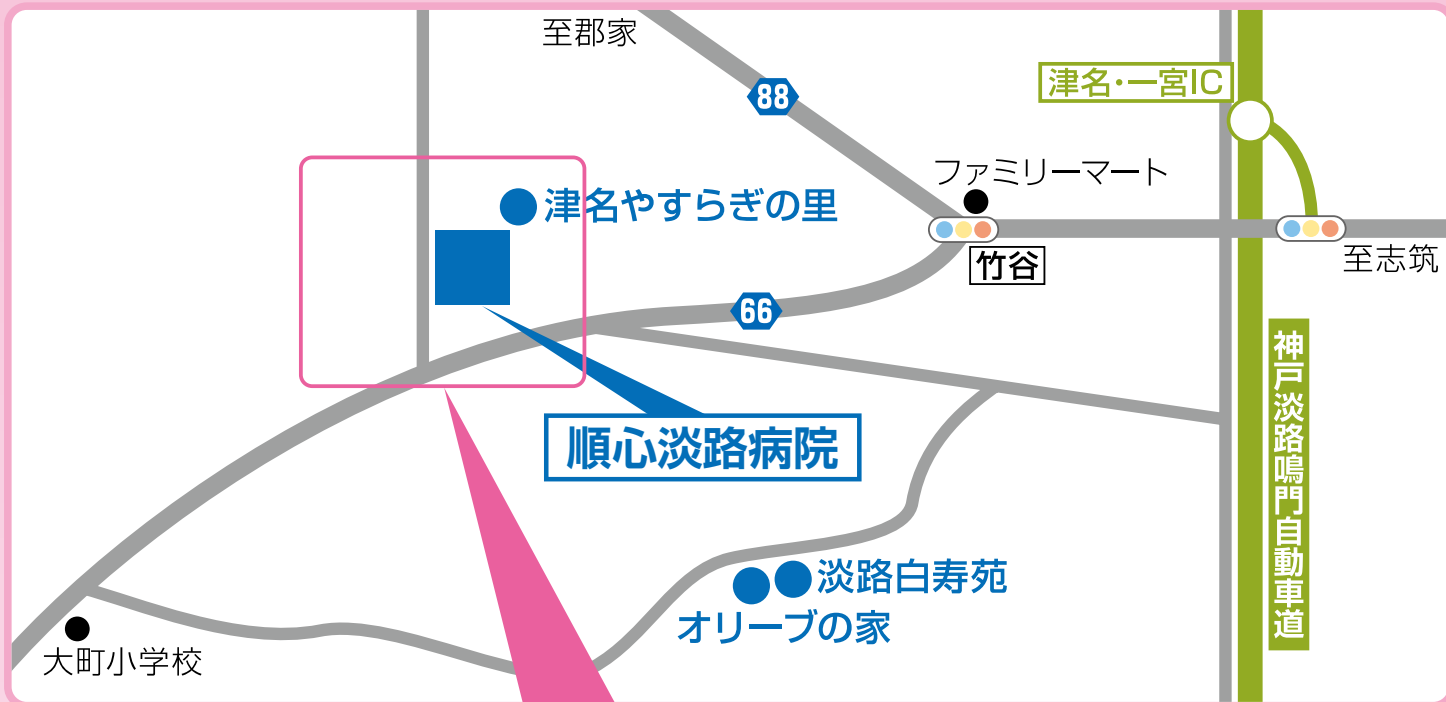 至郡家
88
津名・一宮IC
ファミリーマート
津名やすらぎの里
竹谷
至志筑
66
神戸淡路鳴門自動車道
順心淡路病院
淡路白寿苑
オリーブの家
大町小学校